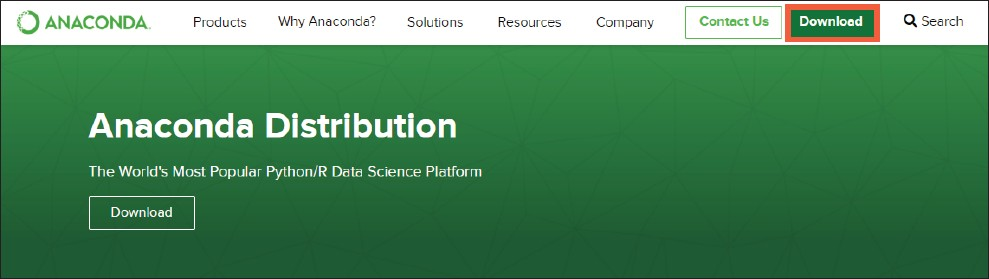 ANACONDA. Products Why Anaconda? Solutions Resources Company Contact Us Download Search
Anaconda Distribution
The World's Most Popular Python/R Data Science Platform
Download